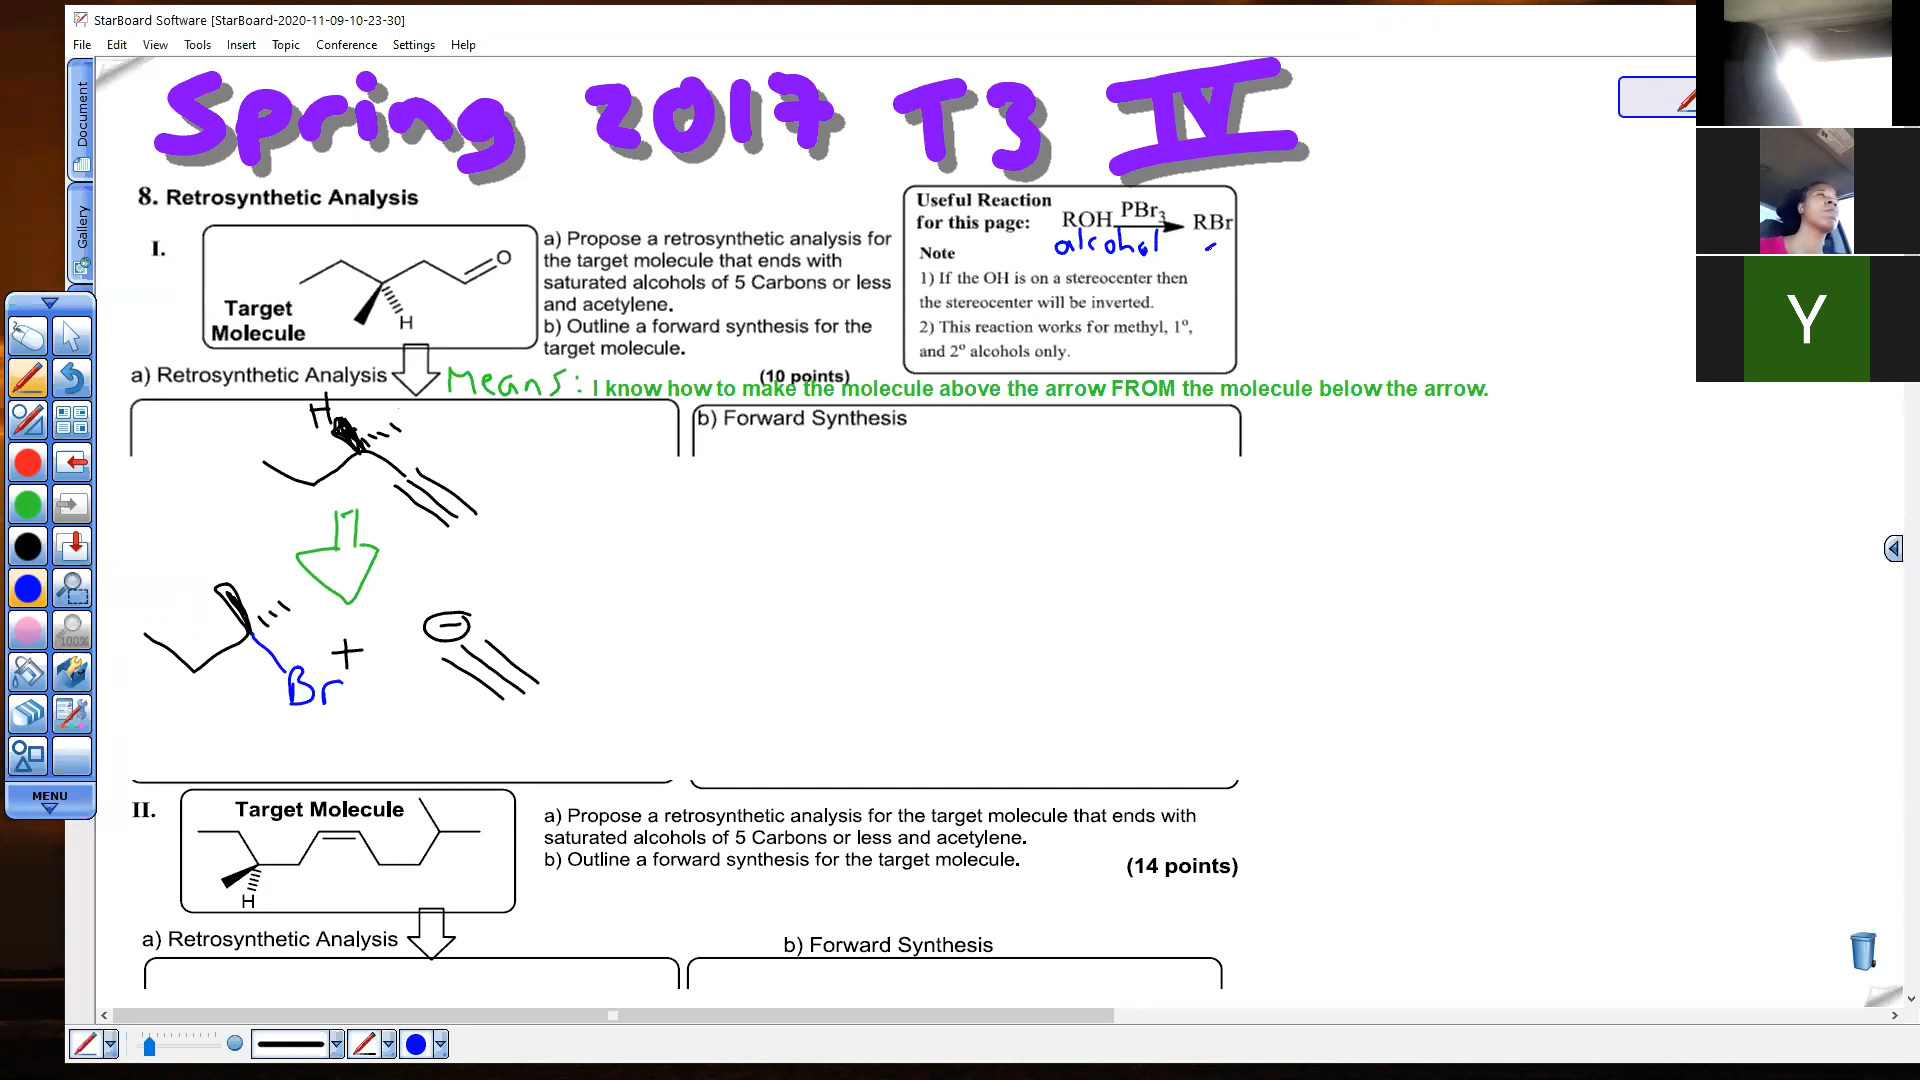 StarBoard Software [StarBoard-2020-11-09-10-23-30]
File Edit View Tools Insert Topic Conference Settings Help
Document
Gallery
Spring 2017 T3 IV
8. Retrosynthetic Analysis
I.
Target
Molecule
O
H
a) Propose a retrosynthetic analysis for
the target molecule that ends with
saturated alcohols of 5 Carbons or less
and acetylene.
b) Outline a forward synthesis for the
target molecule.
(10 points)
Useful Reaction
for this page: ROH PBr3 RBr
alcohol
Note
1) If the OH is on a stereocenter then
the stereocenter will be inverted.
2) This reaction works for methyl, 1º,
and 2º alcohols only.
Y
a) Retrosynthetic Analysis
Means: I know how to make the molecule above the arrow FROM the molecule below the arrow.
b) Forward Synthesis
H
Br + −
100%
MENU
II.
Target Molecule
H
a) Propose a retrosynthetic analysis for the target molecule that ends with
saturated alcohols of 5 Carbons or less and acetylene.
b) Outline a forward synthesis for the target molecule.
(14 points)
a) Retrosynthetic Analysis
b) Forward Synthesis